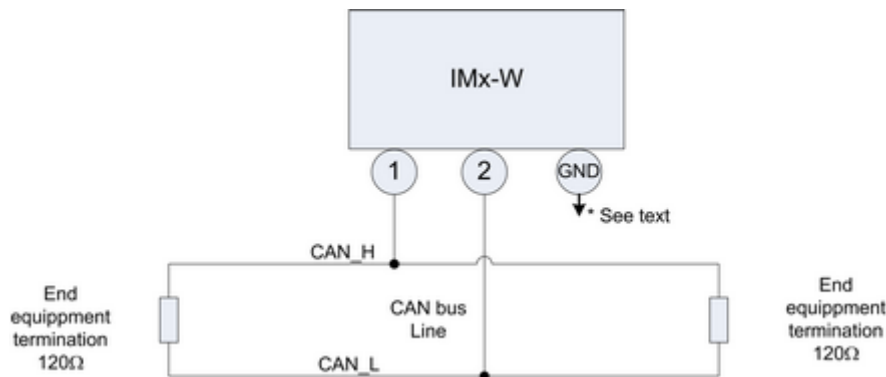 IMx-W
1
2
GND
* See text
CAN_H
End
equippment
termination
120Ω
CAN bus
Line
End
equippment
termination
120Ω
CAN_L